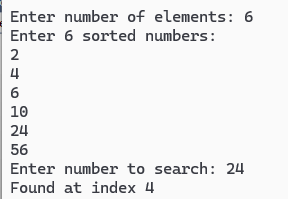 Enter number of elements: 6
Enter 6 sorted numbers:
2
4
6
10
24
56
Enter number to search: 24
Found at index 4